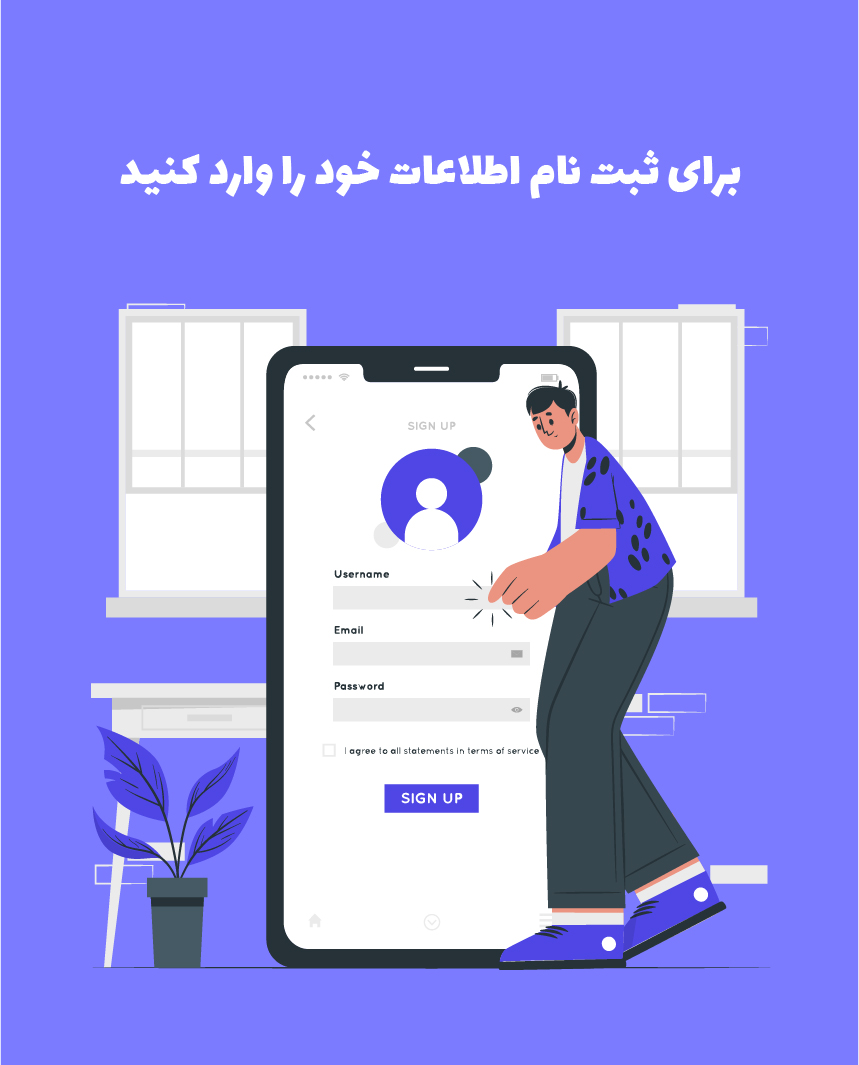 برای ثبت نام اطلاعات خود را وارد کنید
SIGN UP
Username
Email
Password
I agree to all statements in terms of service
SIGN UP